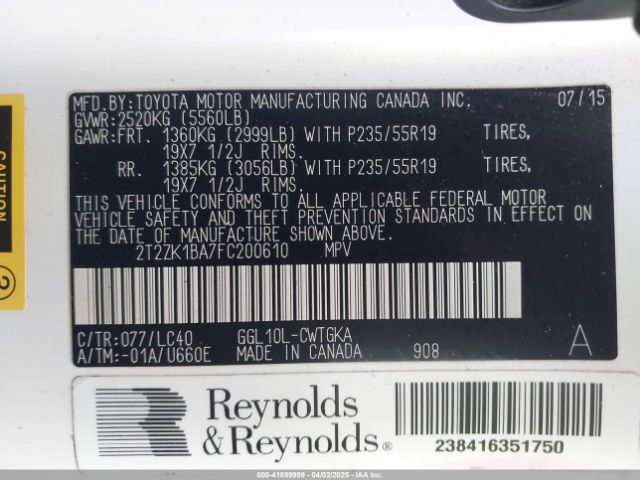 MFD.BY:TOYOTA MOTOR MANUFACTURING CANADA INC. 07/15
GVWR:2520KG (5560LB)
GAWR:FRT. 1360KG (2999LB) WITH P235/55R19 TIRES,
19X7 1/2J RIMS.
RR. 1385KG (3056LB) WITH P235/55R19 TIRES,
19X7 1/2J RIMS.
THIS VEHICLE CONFORMS TO ALL APPLICABLE FEDERAL MOTOR
VEHICLE SAFETY AND THEFT PREVENTION STANDARDS IN EFFECT ON
THE DATE OF MANUFACTURE SHOWN ABOVE.
2T2ZK1BA7FC200610 MPV
C/TR:077/LC40 GGL10L-CWTGKA
A/TM:-01A/U660E MADE IN CANADA 908 A
CAUTION
2
Reynolds
& Reynolds®
238416351750
000-41899999 - 04/02/2025 - IAA Inc. (IAA)